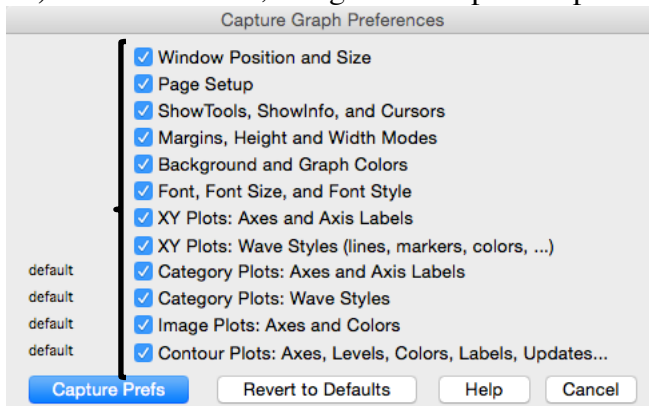 Capture Graph Preferences
Window Position and Size
Page Setup
ShowTools, ShowInfo, and Cursors
Margins, Height and Width Modes
Background and Graph Colors
Font, Font Size, and Font Style
XY Plots: Axes and Axis Labels
XY Plots: Wave Styles (lines, markers, colors, ...)
default Category Plots: Axes and Axis Labels
default Category Plots: Wave Styles
default Image Plots: Axes and Colors
default Contour Plots: Axes, Levels, Colors, Labels, Updates...
Capture Prefs Revert to Defaults Help Cancel